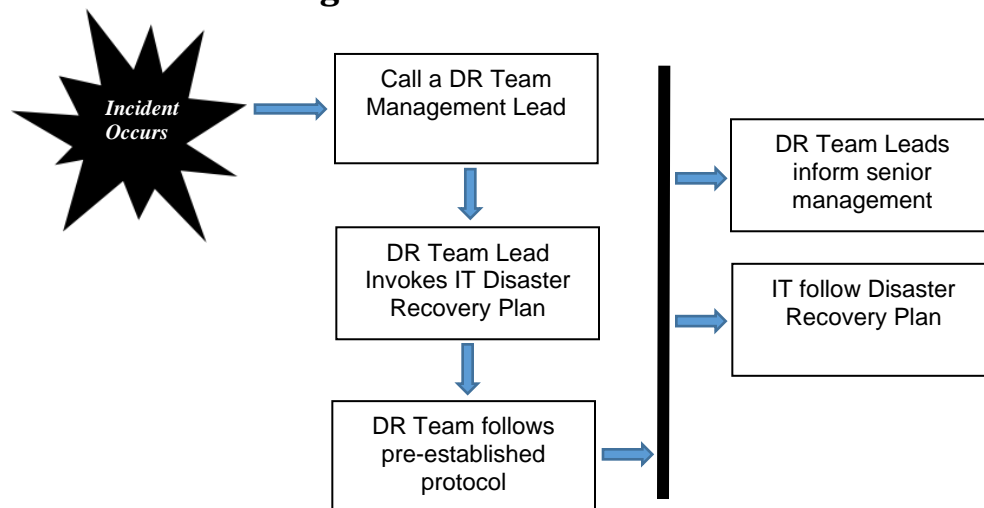 Incident
Occurs
Call a DR Team
Management Lead
DR Team Lead
Invokes IT Disaster
Recovery Plan
DR Team follows
pre-established
protocol
DR Team Leads
inform senior
management
IT follow Disaster
Recovery Plan